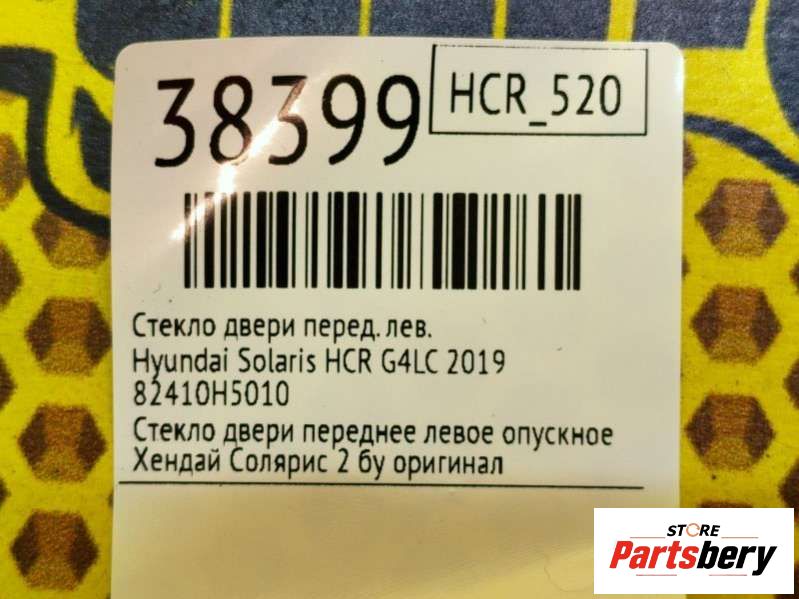 38399
HCR_520
Стекло двери перед. лев.
Hyundai Solaris HCR G4LC 2019
82410H5010
Стекло двери переднее левое опускное
Хендай Солярис 2 бу оригинал
STORE
Partsbery